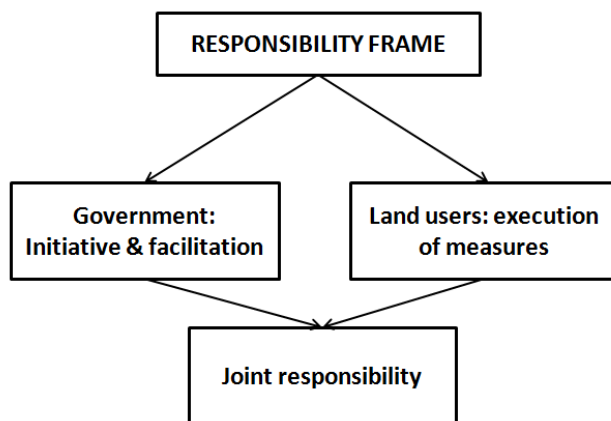 RESPONSIBILITY FRAME
Government:
Initiative & facilitation
Land users: execution
of measures
Joint responsibility